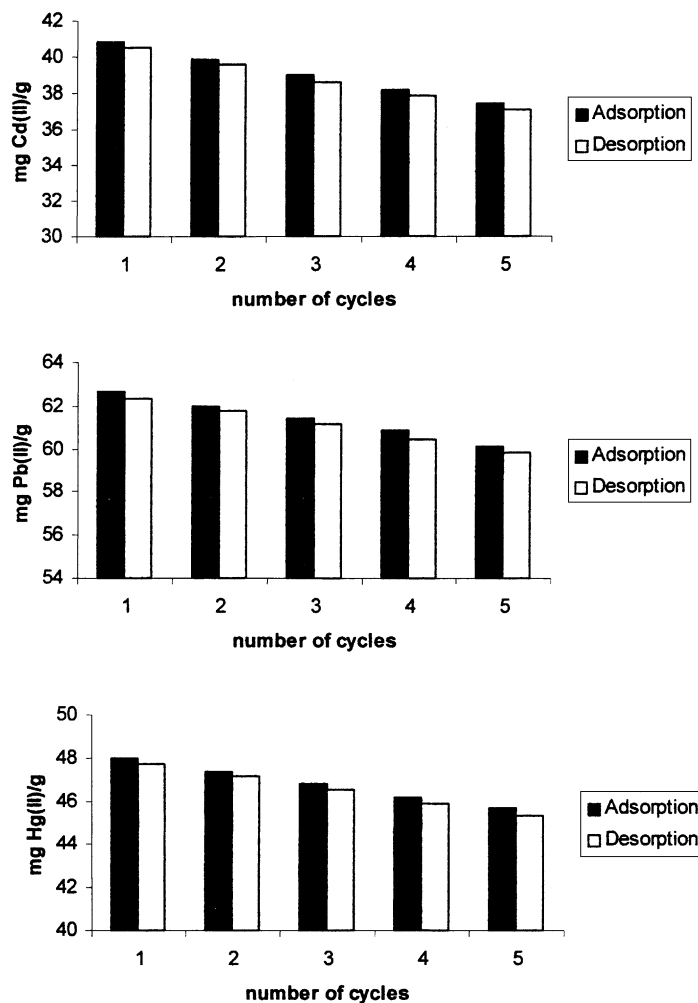 mg Cd(II)/g
42
40
38
36
34
32
30
1 2 3 4 5
number of cycles
Adsorption
Desorption
mg Pb(II)/g
64
62
60
58
56
54
1 2 3 4 5
number of cycles
Adsorption
Desorption
mg Hg(II)/g
50
48
46
44
42
40
1 2 3 4 5
number of cycles
Adsorption
Desorption